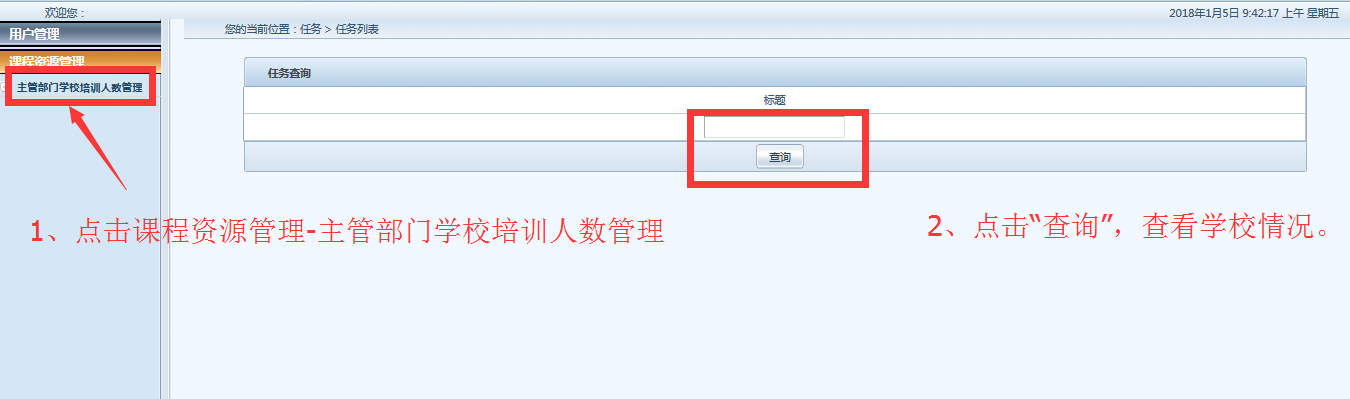 欢迎您：
2018年1月5日 9:42:17 上午 星期五
用户管理
您的当前位置：任务 > 任务列表
课程资源管理
任务查询
主管部门学校培训人数管理
标题
查询
1、点击课程资源管理-主管部门学校培训人数管理
2、点击“查询”，查看学校情况。